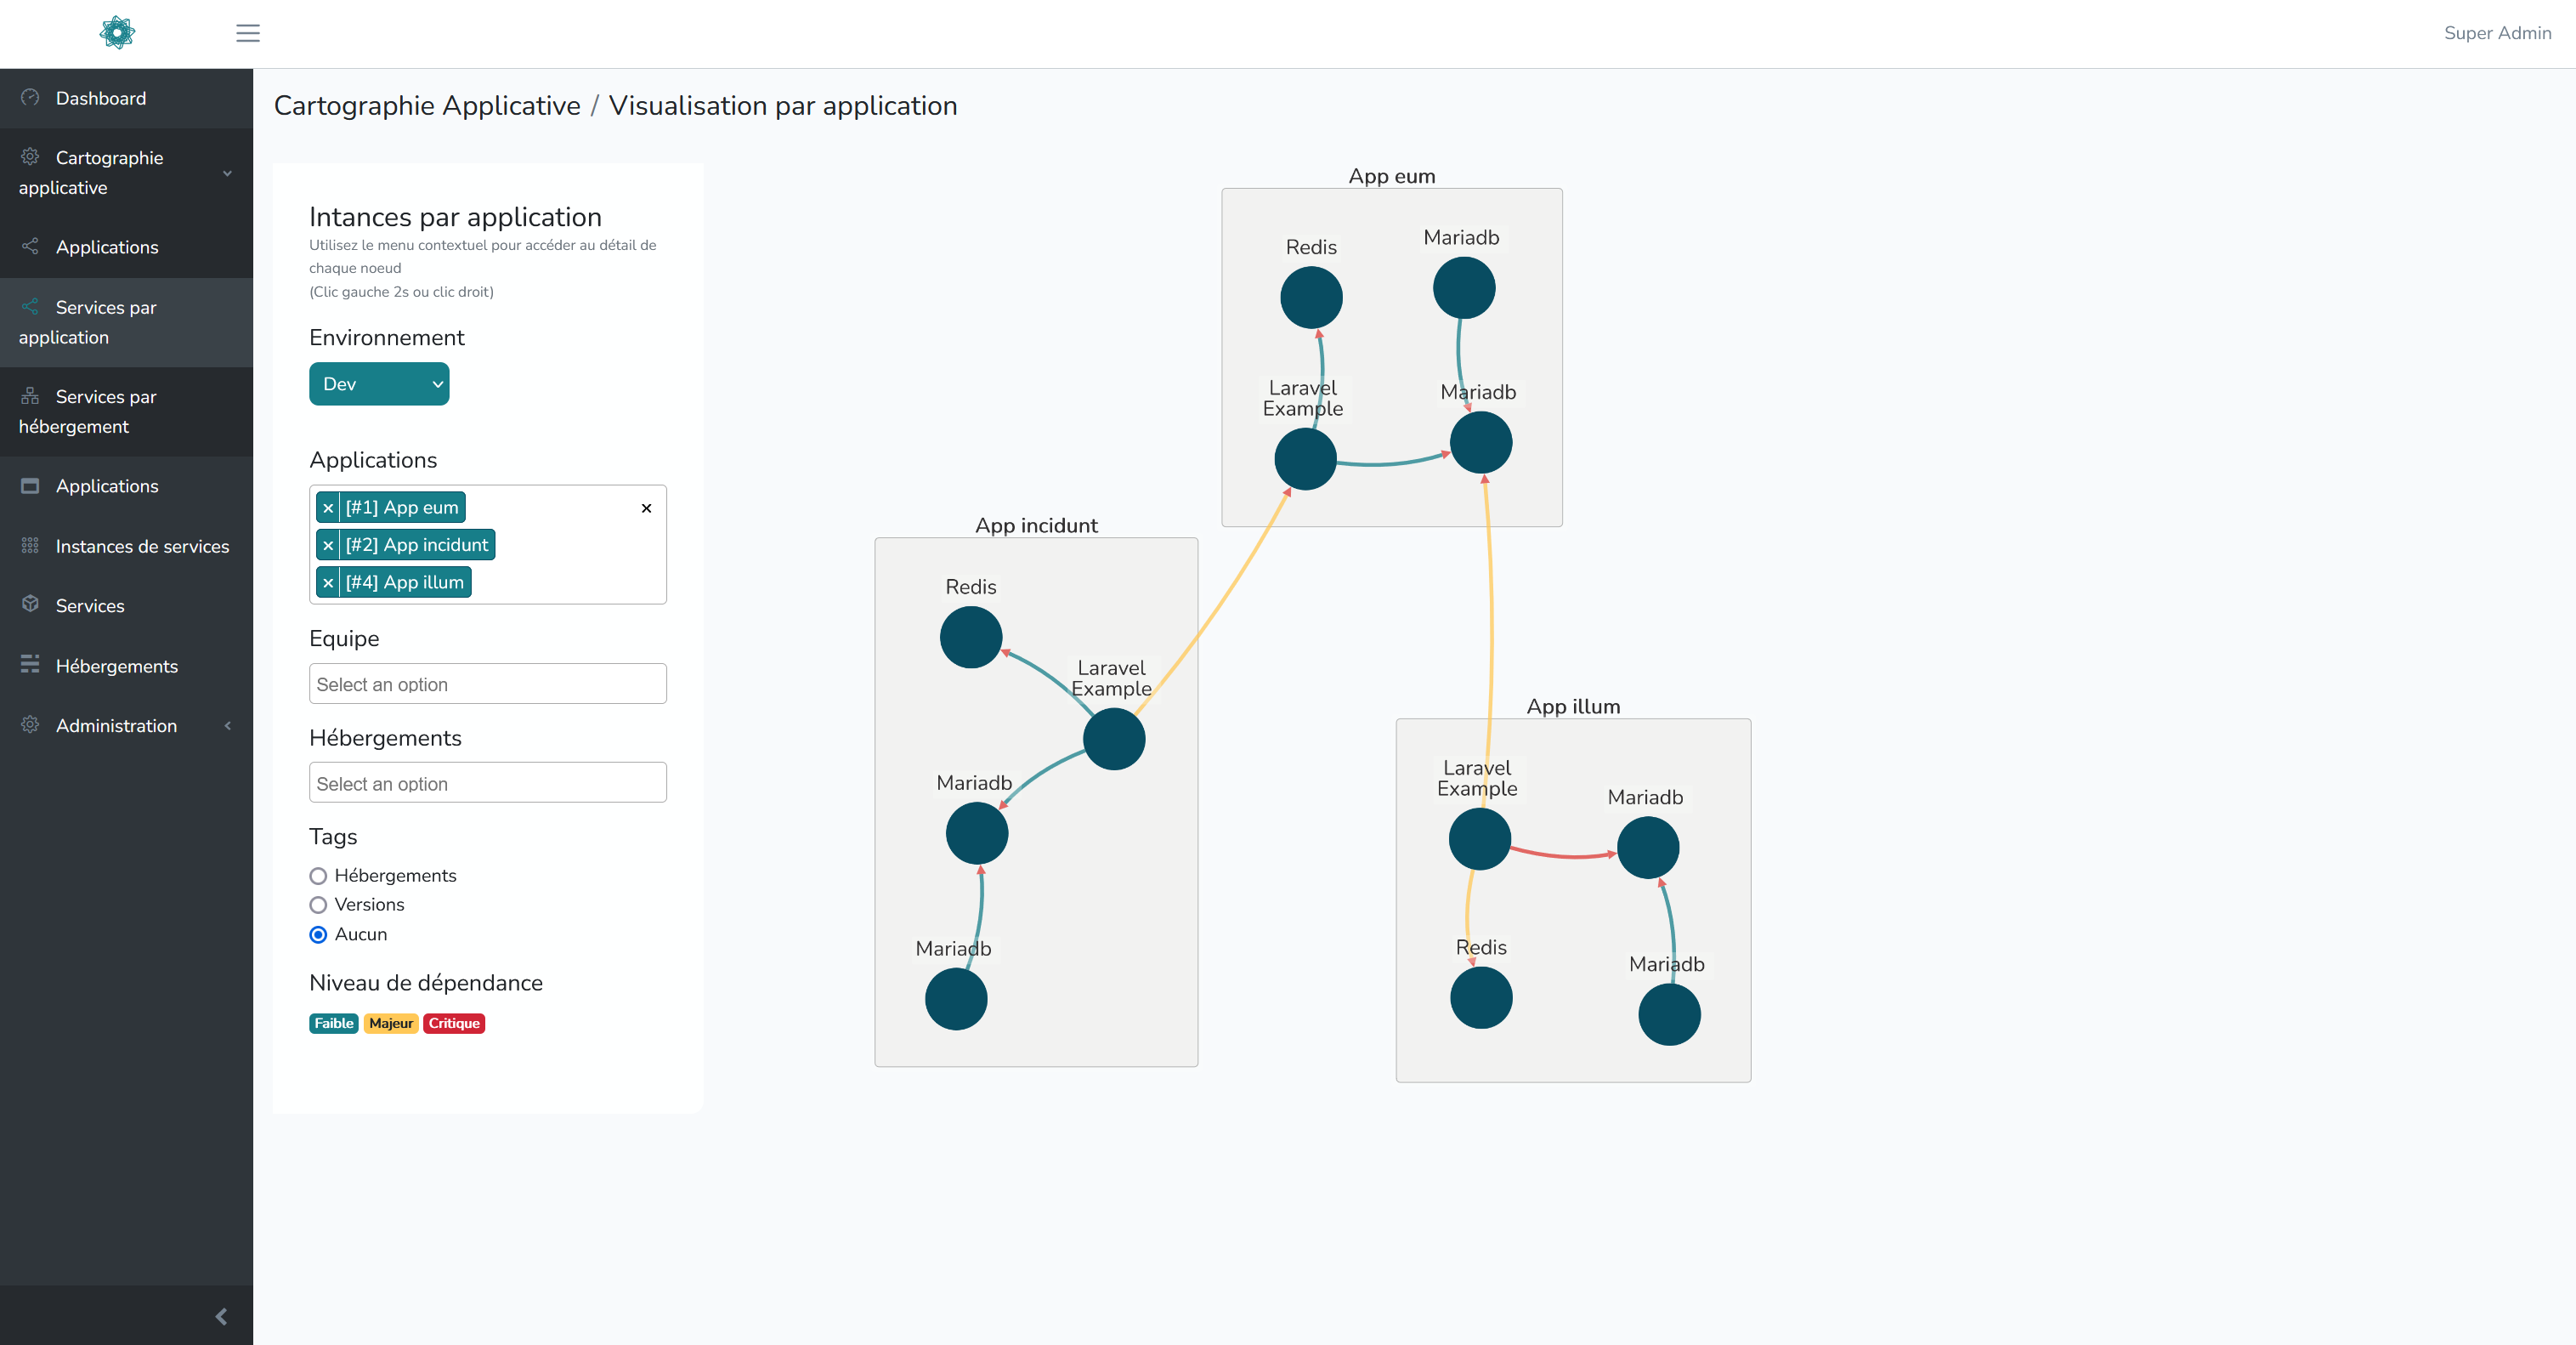 Super Admin
Dashboard
Cartographie
applicative
Applications
Services par
application
Services par
hébergement
Applications
Instances de services
Services
Hébergements
Administration
Cartographie Applicative / Visualisation par application
Intances par application
Utilisez le menu contextuel pour accéder au détail de
chaque noeud
(Clic gauche 2s ou clic droit)
Environnement
Dev
Applications
× [#1] App eum ×
× [#2] App incidunt
× [#4] App illum
Equipe
Select an option
Hébergements
Select an option
Tags
Hébergements
Versions
Aucun
Niveau de dépendance
Faible Majeur Critique
App eum
Redis
Mariadb
Laravel
Example
Mariadb
App incidunt
Redis
Laravel
Example
Mariadb
Mariadb
App illum
Laravel
Example
Mariadb
Redis
Mariadb